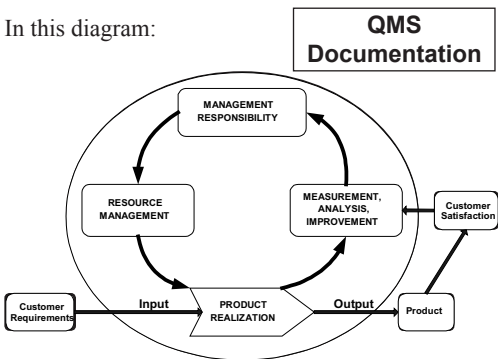 In this diagram:
QMS
Documentation
MANAGEMENT
RESPONSIBILITY
RESOURCE
MANAGEMENT
MEASUREMENT,
ANALYSIS,
IMPROVEMENT
Customer
Satisfaction
Customer
Requirements
Input
PRODUCT
REALIZATION
Output
Product